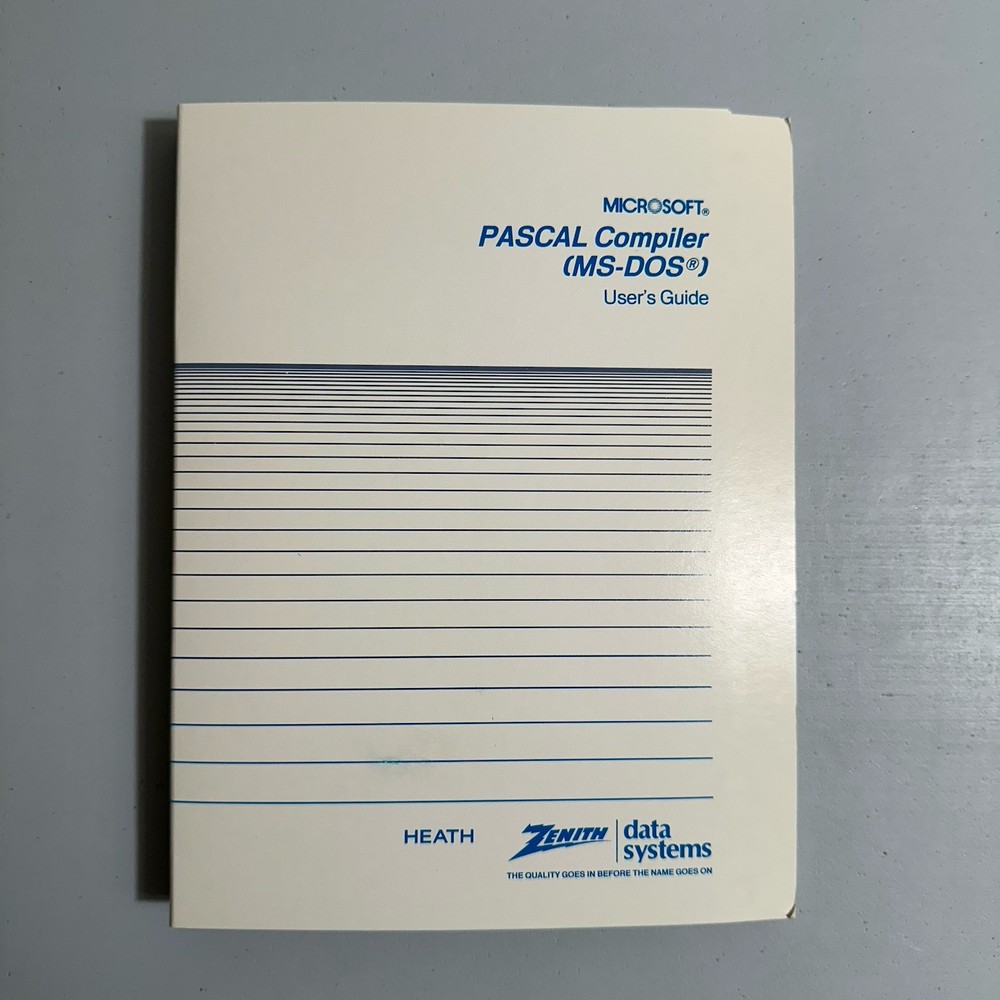 MICROSOFT®
PASCAL Compiler
(MS-DOS®)
User's Guide
HEATH
ZENITH | data
systems
THE QUALITY GOES IN BEFORE THE NAME GOES ON